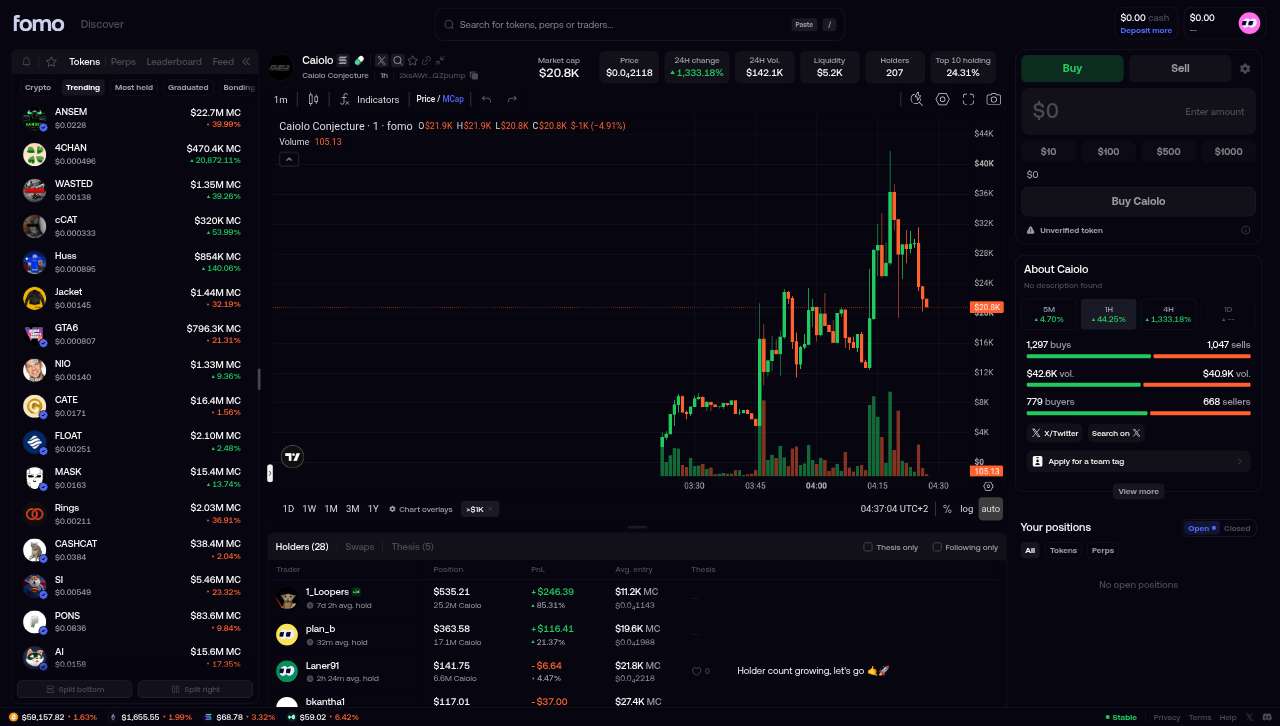 fomo Discover
Search for tokens, perps or traders...
Paste /
$0.00 cash
Deposit more
$0.00
Tokens Perps Leaderboard Feed
Crypto Trending Most held Graduated Bonding
ANSEM $22.7M MC
$0.0228 39.99%
4CHAN $470.4K MC
$0.000496 20,872.11%
WASTED $1.35M MC
$0.00138 39.26%
cCAT $320K MC
$0.000333 53.99%
Huss $854K MC
$0.000895 140.06%
Jacket $1.44M MC
$0.00145 32.19%
GTA6 $796.3K MC
$0.000807 21.31%
NIO $1.33M MC
$0.00140 9.36%
CATE $16.4M MC
$0.0171 1.56%
FLOAT $2.10M MC
$0.00251 2.48%
MASK $15.4M MC
$0.0163 13.74%
Rings $2.03M MC
$0.00211 36.91%
CASHCAT $38.4M MC
$0.0384 2.04%
SI $5.46M MC
$0.00549 23.32%
PONS $83.6M MC
$0.0836 9.84%
AI $15.6M MC
$0.0158 17.35%
Split bottom Split right
Caiolo
Caiolo Conjecture 1h
Market cap
$20.8K
Price
$0.0₄2118
24H change
1,333.18%
24H Vol.
$142.1K
Liquidity
$5.2K
Holders
207
Top 10 holding
24.31%
1m Indicators Price / MCap
Caiolo Conjecture · 1 · fomo O$21.9K H$21.9K L$20.8K C$20.8K $-1K (−4.91%)
Volume 105.13
$44K
$40K
$36K
$32K
$28K
$24K
$20.8K
$16K
$12K
$8K
$4K
$0
105.13
03:30 03:45 04:00 04:15 04:30
1D 1W 1M 3M 1Y Chart overlays >$1K
04:37:04 UTC+2 % log auto
Holders (28) Swaps Thesis (5)
Thesis only Following only
Trader Position PnL Avg. entry Thesis
1_Loopers $535.21 +$246.39 $11.2K MC
7d 2h avg. hold 25.2M Caiolo 85.31% $0.0₄1143
plan_b $363.58 +$116.41 $19.6K MC
32m avg. hold 17.1M Caiolo 21.37% $0.0₄1988
Laner91 $141.75 -$6.64 $21.8K MC
2h 24m avg. hold 6.6M Caiolo 4.47% $0.0₄2218
0 Holder count growing, let's go 🤙🚀
bkantha1 $117.01 -$37.00 $27.4K MC
Buy Sell
$0 Enter amount
$10 $100 $500 $1000
$0
Buy Caiolo
Unverified token
About Caiolo
No description found
5M
4.70%
1H
44.25%
4H
1,333.18%
1D
--
1,297 buys 1,047 sells
$42.6K vol. $40.9K vol.
779 buyers 668 sellers
X/Twitter Search on X
Apply for a team tag
View more
Your positions Open Closed
All Tokens Perps
No open positions
$59,157.82 1.63% $1,655.55 1.99% $68.78 3.32% $59.02 6.42%
Stable Privacy Terms Help